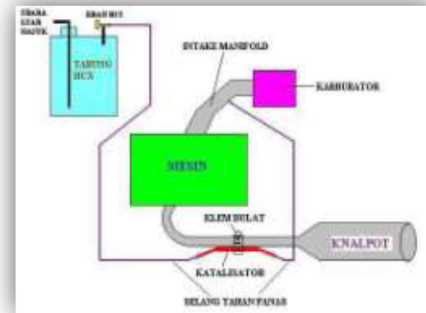 UDARA
LUAR
MASUK
KRAN HCX
TABUNG
HCX
INTAKE MANIFOLD
KARBURATOR
MESIN
KLEM BULAT
KNALPOT
KATALISATOR
SELANG TAHAN PANAS